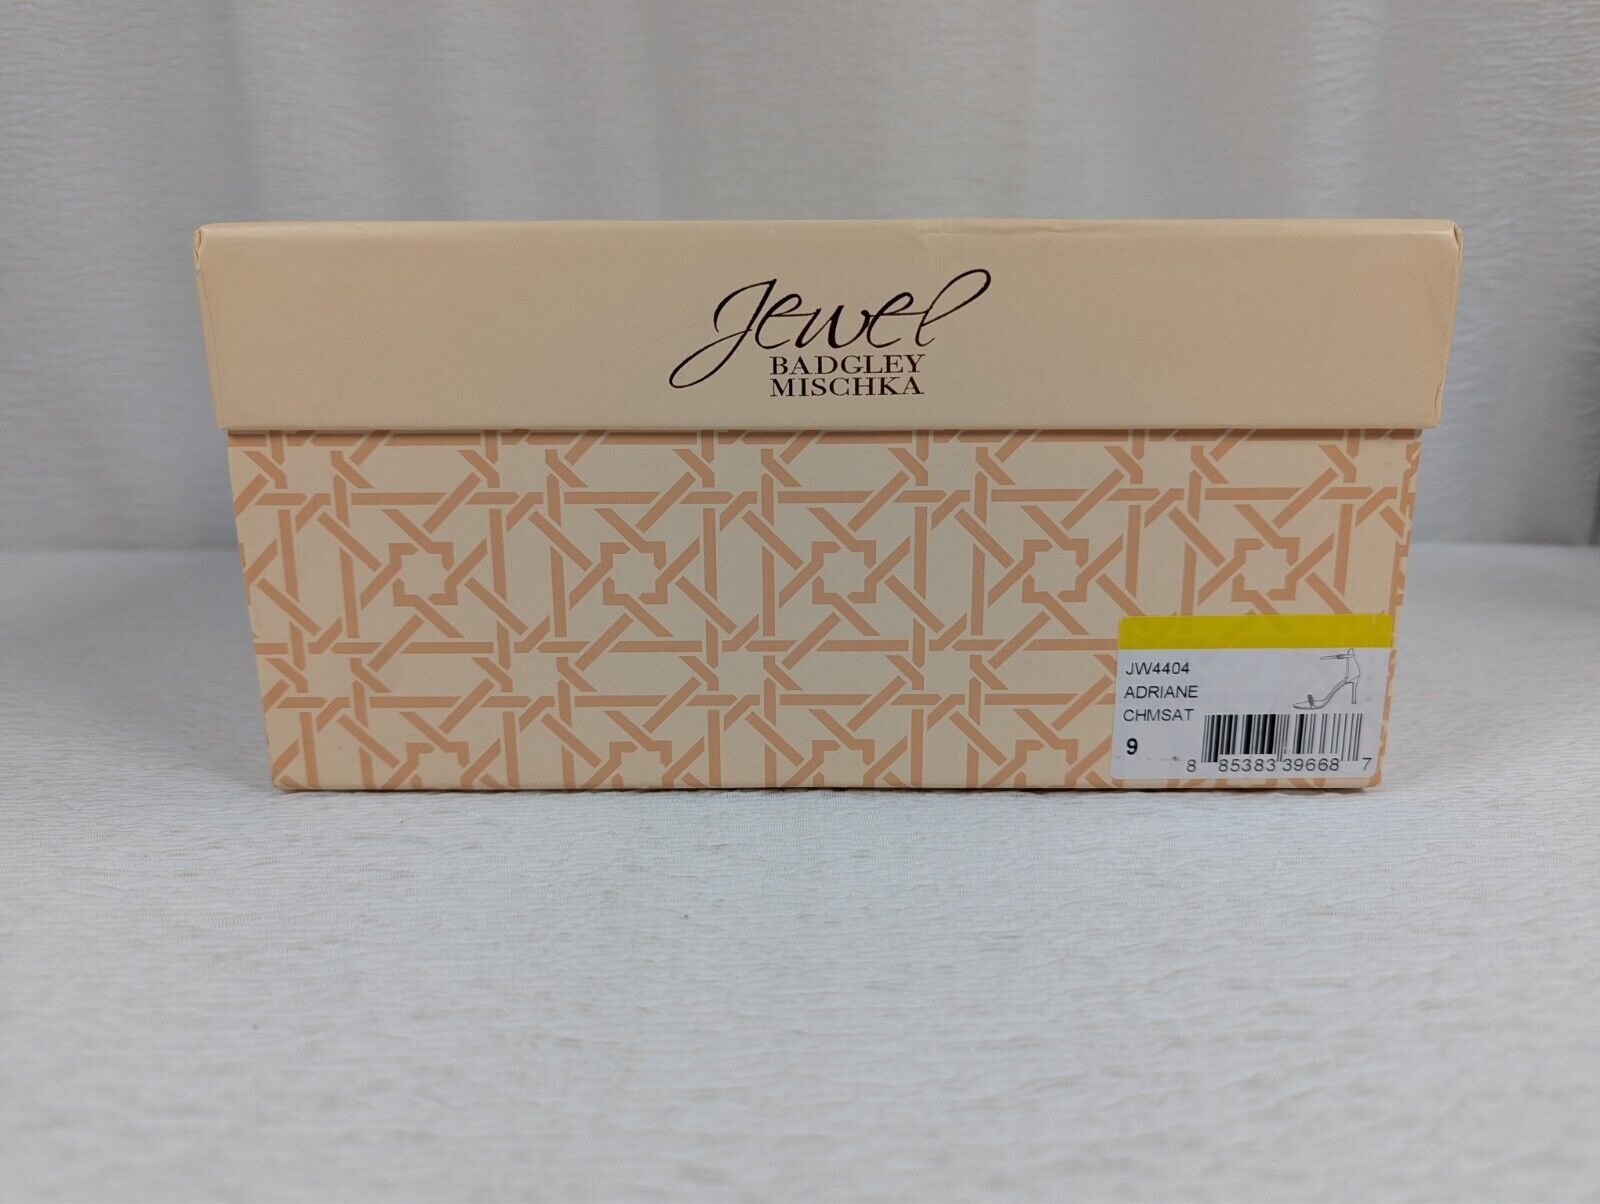 Jewel
BADGLEY
MISCHKA
JW4404
ADRIANE
CHMSAT
9
8 85383 39668 7